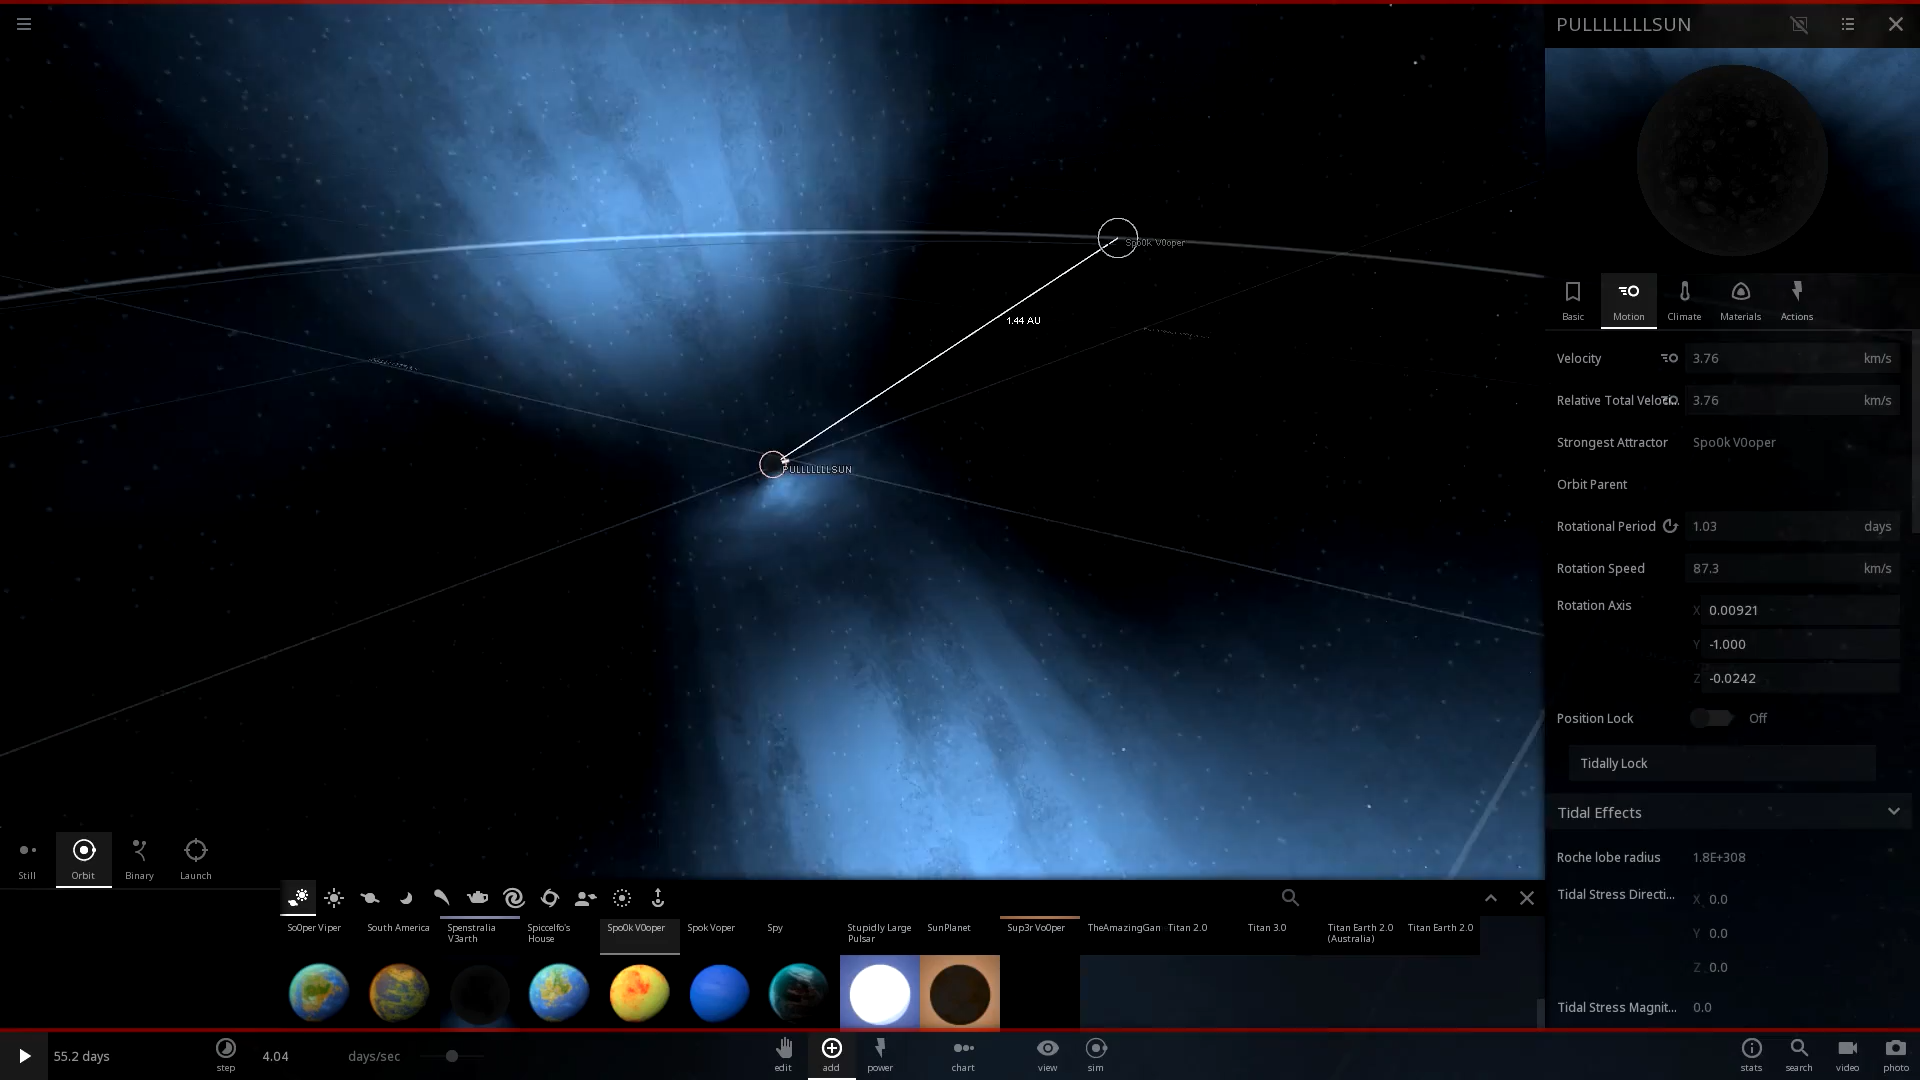 PULLLLLLLSUN
Spo0k V0oper
1.44 AU
PULLLLLLLSUN
Basic
Motion
Climate
Materials
Actions
Velocity 3.76 km/s
Relative Total Veloci... 3.76 km/s
Strongest Attractor Spo0k V0oper
Orbit Parent
Rotational Period 1.03 days
Rotation Speed 87.3 km/s
Rotation Axis X 0.00921
Y -1.000
Z -0.0242
Position Lock Off
Tidally Lock
Tidal Effects
Roche lobe radius 1.8E+308
Tidal Stress Directi... X 0.0
Y 0.0
Z 0.0
Tidal Stress Magnit... 0.0
Still
Orbit
Binary
Launch
So0per Viper
South America
Spenstralia
V3arth
Spiccelfo's
House
Spo0k V0oper
Spok Voper
Spy
Stupidly Large
Pulsar
SunPlanet
Sup3r Vo0per
TheAmazingGan
Titan 2.0
Titan 3.0
Titan Earth 2.0
(Australia)
Titan Earth 2.0
55.2 days
step
4.04 days/sec
edit
add
power
chart
view
sim
stats
search
video
photo